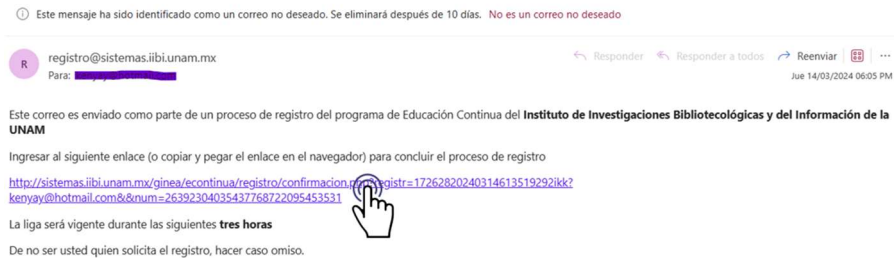 Este mensaje ha sido identificado como un correo no deseado. Se eliminará después de 10 días. No es un correo no deseado
R
registro@sistemas.iibi.unam.mx
Responder Responder a todos Reenviar
Para:
Jue 14/03/2024 06:05 PM
Este correo es enviado como parte de un proceso de registro del programa de Educación Continua del Instituto de Investigaciones Bibliotecológicas y del Información de la
UNAM
Ingresar al siguiente enlace (o copiar y pegar el enlace en el navegador) para concluir el proceso de registro
http://sistemas.iibi.unam.mx/ginea/econtinua/registro/confirmacion.php?registr=17262820240314613519292ikk?
kenyay@hotmail.com&&num=26392304035437768722095453531
La liga será vigente durante las siguientes tres horas
De no ser usted quien solicita el registro, hacer caso omiso.